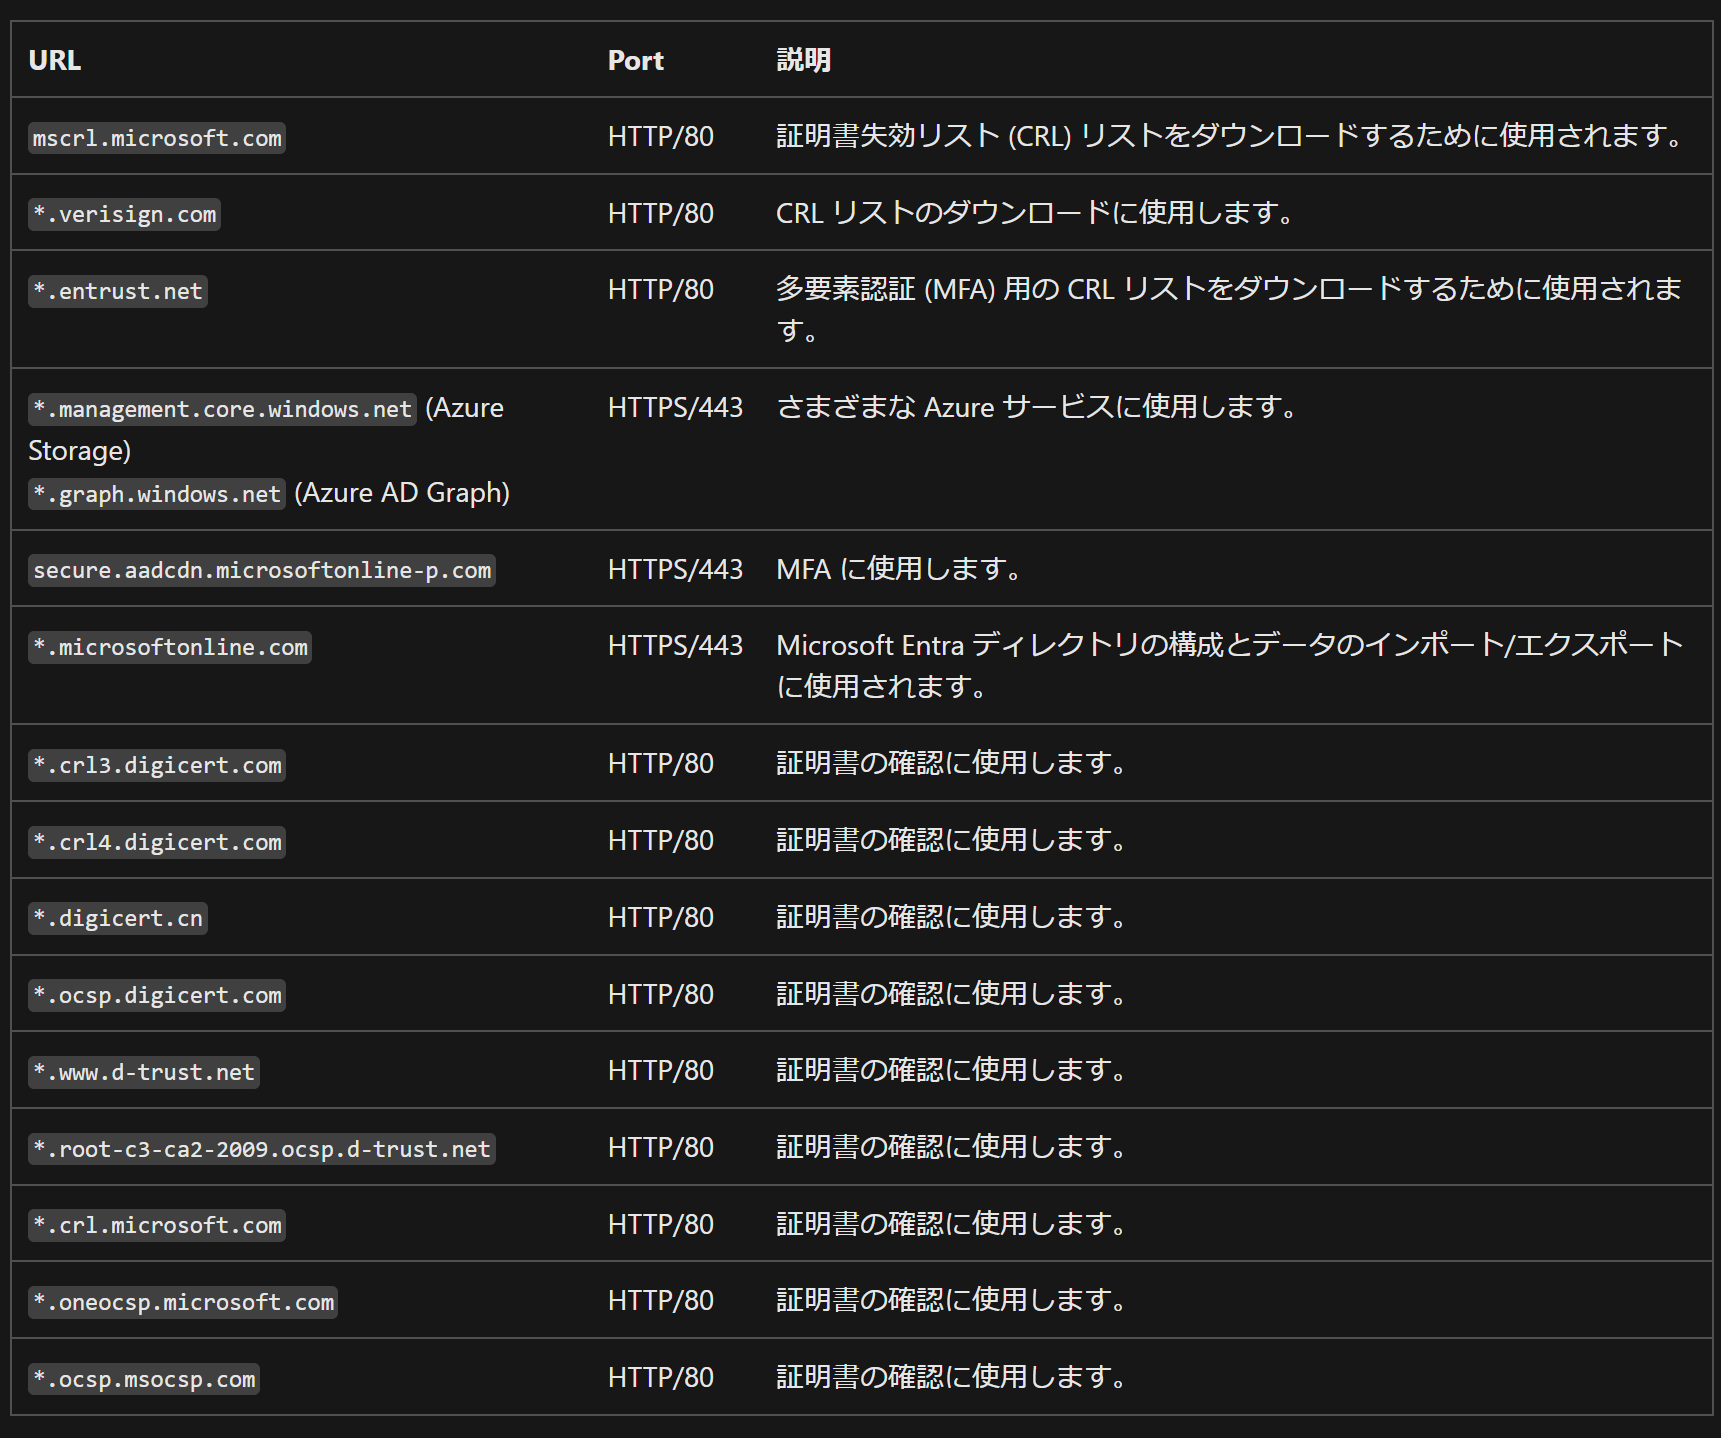 URL Port 説明
mscrl.microsoft.com HTTP/80 証明書失効リスト (CRL) リストをダウンロードするために使用されます。
*.verisign.com HTTP/80 CRL リストのダウンロードに使用します。
*.entrust.net HTTP/80 多要素認証 (MFA) 用の CRL リストをダウンロードするために使用されま
す。
*.management.core.windows.net (Azure HTTPS/443 さまざまな Azure サービスに使用します。
Storage)
*.graph.windows.net (Azure AD Graph)
secure.aadcdn.microsoftonline-p.com HTTPS/443 MFA に使用します。
*.microsoftonline.com HTTPS/443 Microsoft Entra ディレクトリの構成とデータのインポート/エクスポート
に使用されます。
*.crl3.digicert.com HTTP/80 証明書の確認に使用します。
*.crl4.digicert.com HTTP/80 証明書の確認に使用します。
*.digicert.cn HTTP/80 証明書の確認に使用します。
*.ocsp.digicert.com HTTP/80 証明書の確認に使用します。
*.www.d-trust.net HTTP/80 証明書の確認に使用します。
*.root-c3-ca2-2009.ocsp.d-trust.net HTTP/80 証明書の確認に使用します。
*.crl.microsoft.com HTTP/80 証明書の確認に使用します。
*.oneocsp.microsoft.com HTTP/80 証明書の確認に使用します。
*.ocsp.msocsp.com HTTP/80 証明書の確認に使用します。